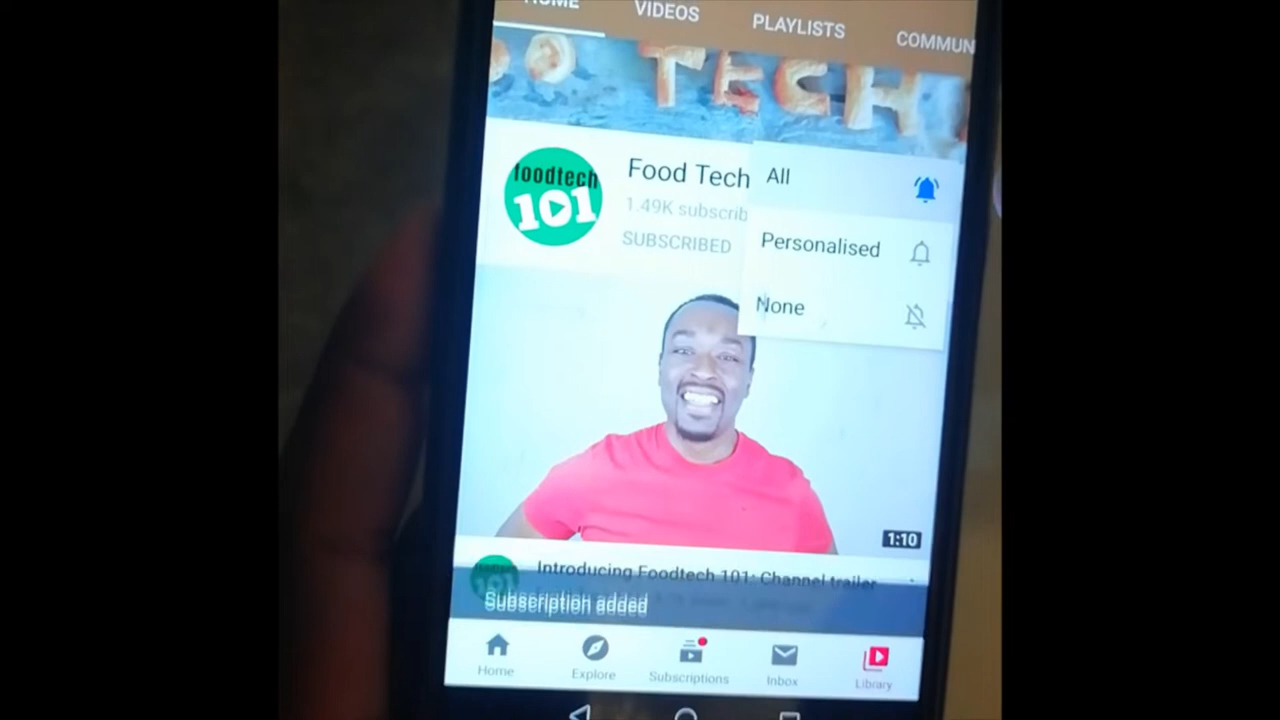 HOME
VIDEOS
PLAYLISTS
COMMUN
OO TECH
foodtech
101
Food Tech
1.49K subscrib
SUBSCRIBED
All
Personalised
None
1:10
Introducing Foodtech 101: Channel trailer
Subscription added
Home
Explore
Subscriptions
Inbox
Library